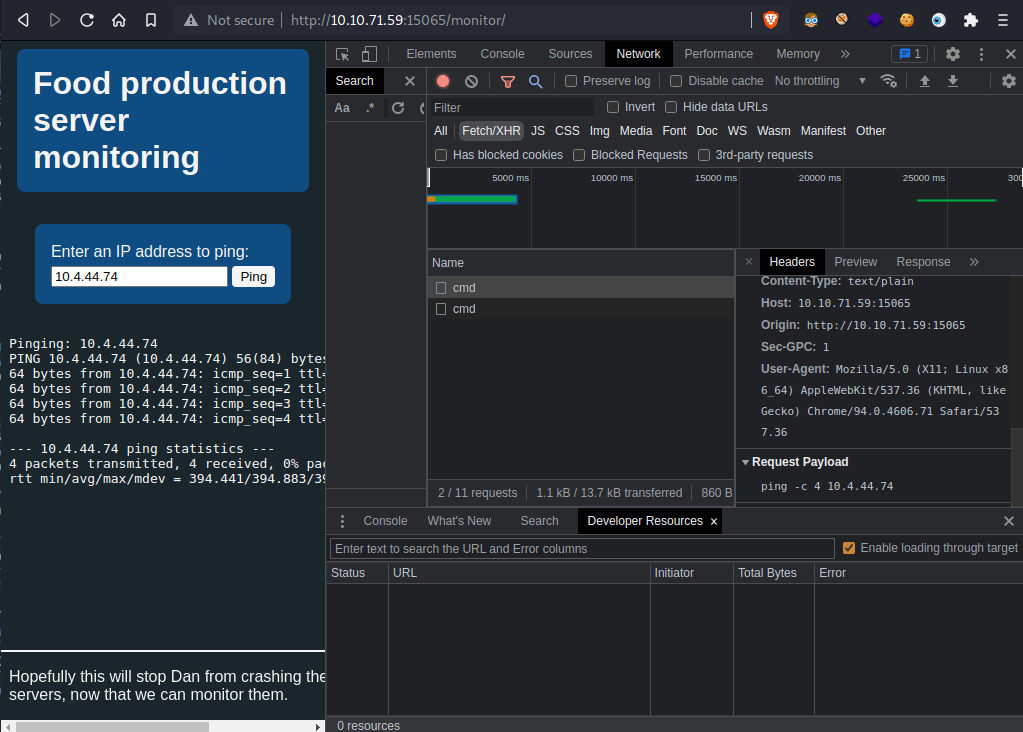 Not secure | http://10.10.71.59:15065/monitor/
Food production
server
monitoring
Enter an IP address to ping:
10.4.44.74 Ping
Pinging: 10.4.44.74
PING 10.4.44.74 (10.4.44.74) 56(84) bytes
64 bytes from 10.4.44.74: icmp_seq=1 ttl=
64 bytes from 10.4.44.74: icmp_seq=2 ttl=
64 bytes from 10.4.44.74: icmp_seq=3 ttl=
64 bytes from 10.4.44.74: icmp_seq=4 ttl=
--- 10.4.44.74 ping statistics ---
4 packets transmitted, 4 received, 0% pac
rtt min/avg/max/mdev = 394.441/394.883/39
Hopefully this will stop Dan from crashing the
servers, now that we can monitor them.
Elements Console Sources Network Performance Memory » 1
Search
Aa .*
Preserve log Disable cache No throttling
Filter Invert Hide data URLs
All Fetch/XHR JS CSS Img Media Font Doc WS Wasm Manifest Other
Has blocked cookies Blocked Requests 3rd-party requests
5000 ms 10000 ms 15000 ms 20000 ms 25000 ms 300
Name
cmd
cmd
2 / 11 requests 1.1 kB / 13.7 kB transferred 860 B
Headers Preview Response »
Content-Type: text/plain
Host: 10.10.71.59:15065
Origin: http://10.10.71.59:15065
Sec-GPC: 1
User-Agent: Mozilla/5.0 (X11; Linux x8
6_64) AppleWebKit/537.36 (KHTML, like
Gecko) Chrome/94.0.4606.71 Safari/53
7.36
Request Payload
ping -c 4 10.4.44.74
Console What's New Search Developer Resources ×
Enter text to search the URL and Error columns Enable loading through target
Status URL Initiator Total Bytes Error
0 resources